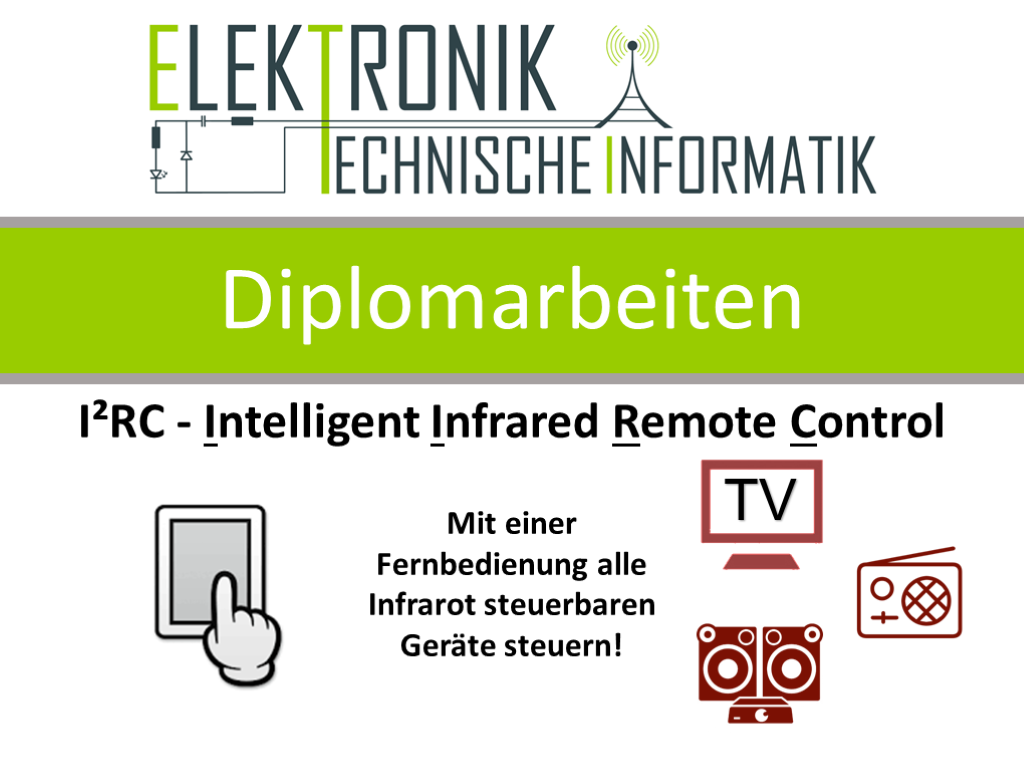 ELEKTRONIK
TECHNISCHE INFORMATIK
Diplomarbeiten
I²RC - Intelligent Infrared Remote Control
TV
Mit einer
Fernbedienung alle
Infrarot steuerbaren
Geräte steuern!